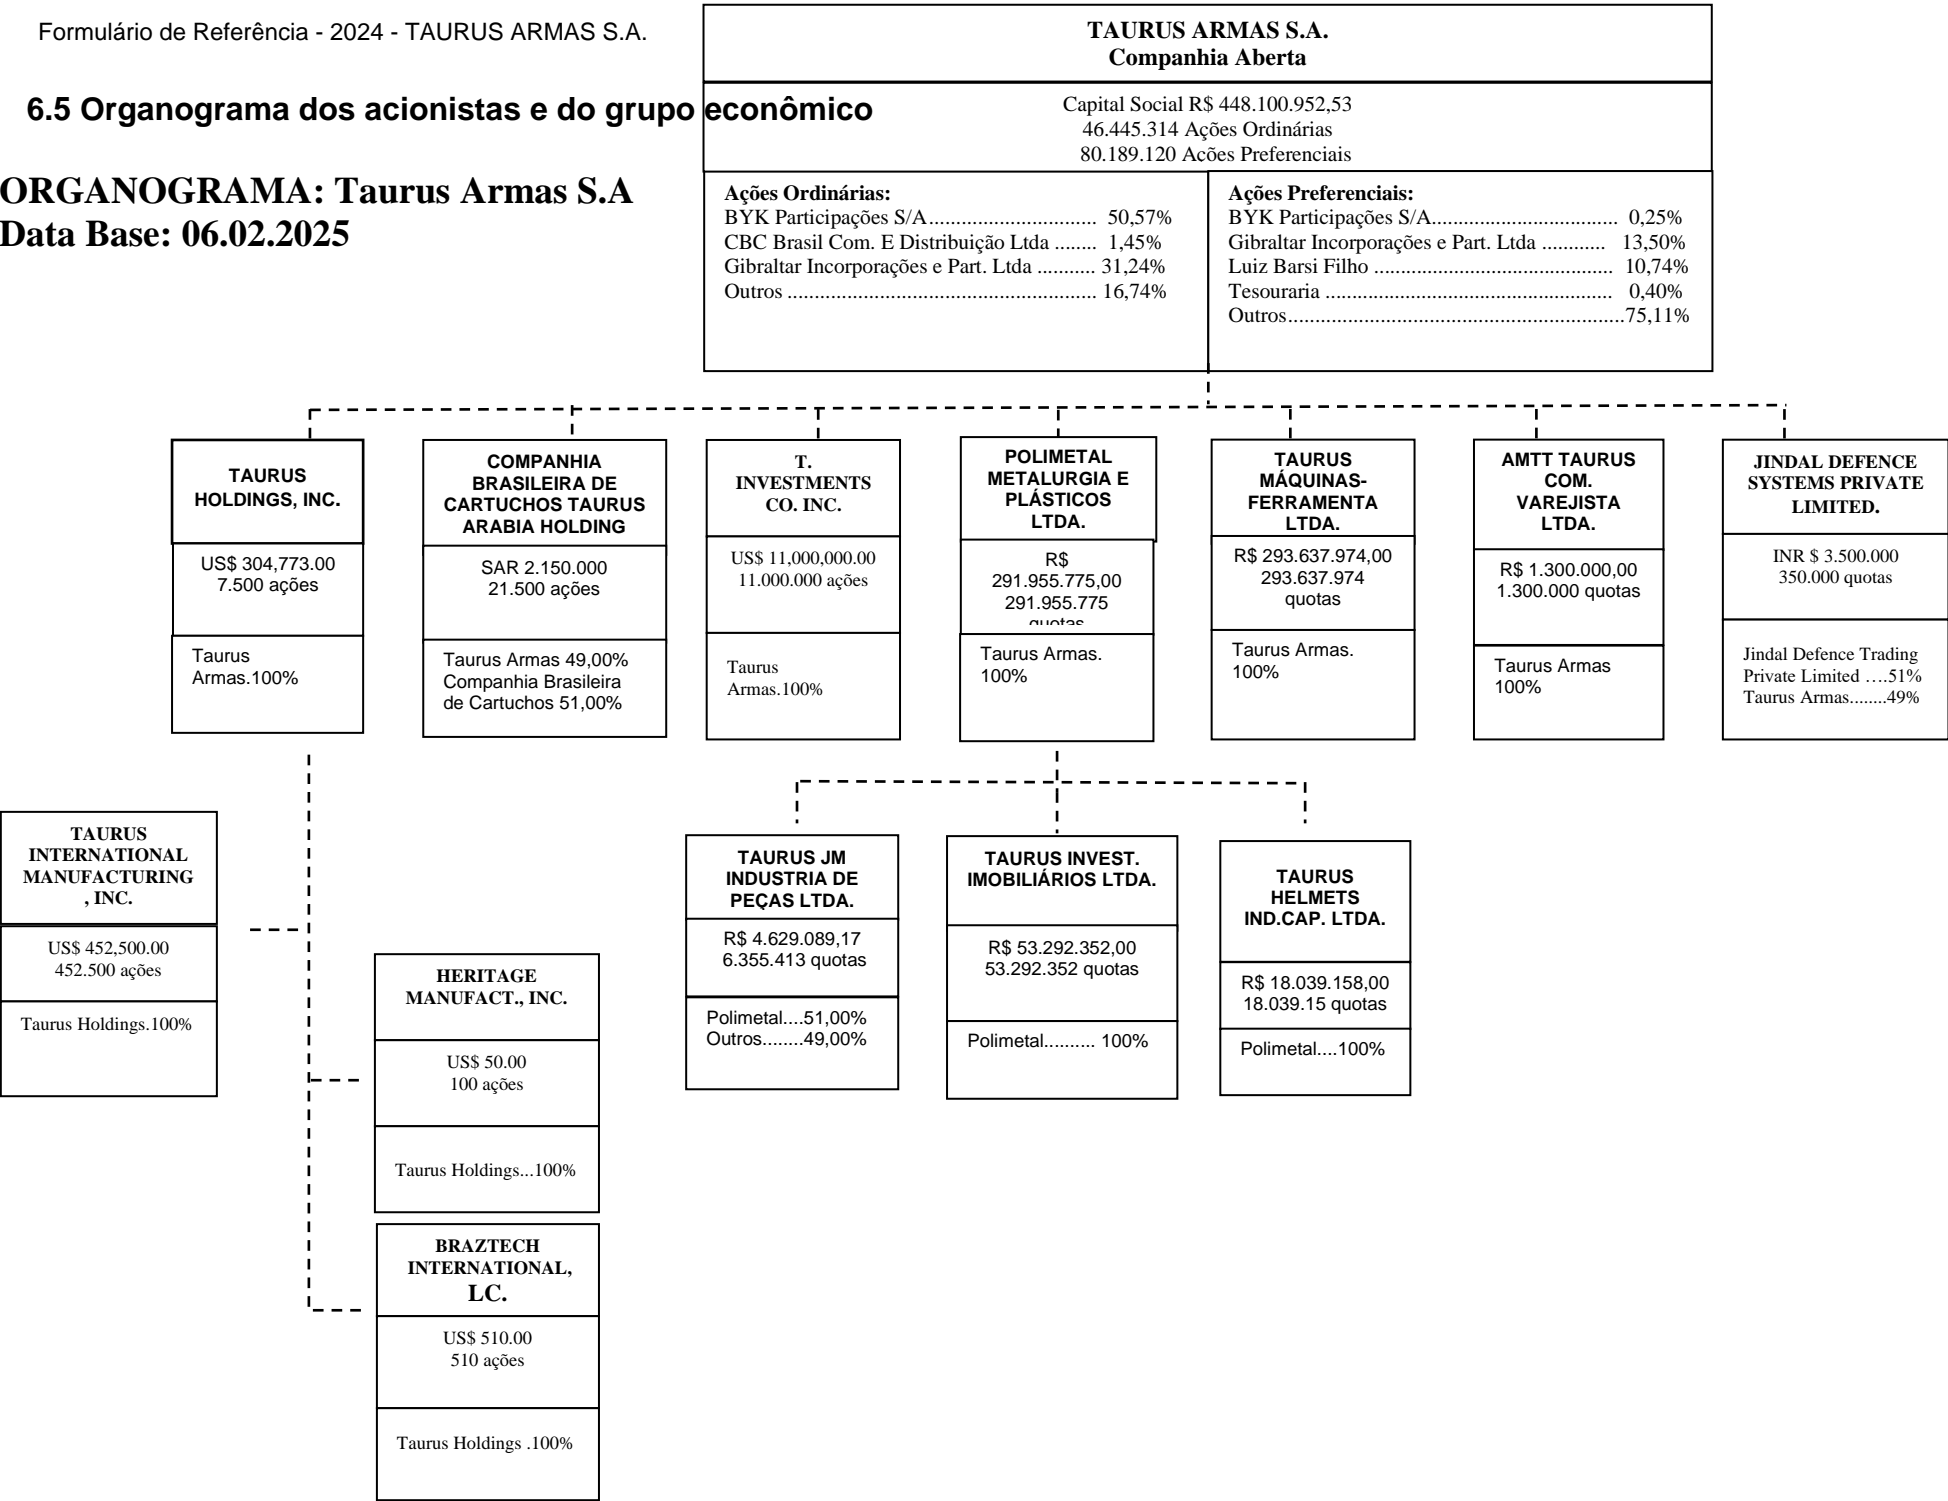 Formulário de Referência - 2024 - TAURUS ARMAS S.A.
6.5 Organograma dos acionistas e do grupo econômico
ORGANOGRAMA: Taurus Armas S.A
Data Base: 06.02.2025
TAURUS ARMAS S.A.
Companhia Aberta
Capital Social R$ 448.100.952,53
46.445.314 Ações Ordinárias
80.189.120 Acões Preferenciais
Ações Ordinárias:
BYK Participações S/A............................... 50,57%
CBC Brasil Com. E Distribuição Ltda ........ 1,45%
Gibraltar Incorporações e Part. Ltda ........... 31,24%
Outros ......................................................... 16,74%
Ações Preferenciais:
BYK Participações S/A.................................. 0,25%
Gibraltar Incorporações e Part. Ltda ............ 13,50%
Luiz Barsi Filho ............................................ 10,74%
Tesouraria ..................................................... 0,40%
Outros..............................................................75,11%
TAURUS
HOLDINGS, INC.
US$ 304,773.00
7.500 ações
Taurus
Armas.100%
COMPANHIA
BRASILEIRA DE
CARTUCHOS TAURUS
ARABIA HOLDING
SAR 2.150.000
21.500 ações
Taurus Armas 49,00%
Companhia Brasileira
de Cartuchos 51,00%
T.
INVESTMENTS
CO. INC.
US$ 11,000,000.00
11.000.000 ações
Taurus
Armas.100%
POLIMETAL
METALURGIA E
PLÁSTICOS
LTDA.
R$
291.955.775,00
291.955.775
quotas
Taurus Armas.
100%
TAURUS
MÁQUINAS-
FERRAMENTA
LTDA.
R$ 293.637.974,00
293.637.974
quotas
Taurus Armas.
100%
AMTT TAURUS
COM.
VAREJISTA
LTDA.
R$ 1.300.000,00
1.300.000 quotas
Taurus Armas
100%
JINDAL DEFENCE
SYSTEMS PRIVATE
LIMITED.
INR $ 3.500.000
350.000 quotas
Jindal Defence Trading
Private Limited ….51%
Taurus Armas........49%
TAURUS
INTERNATIONAL
MANUFACTURING
, INC.
US$ 452,500.00
452.500 ações
Taurus Holdings.100%
HERITAGE
MANUFACT., INC.
US$ 50.00
100 ações
Taurus Holdings...100%
BRAZTECH
INTERNATIONAL,
LC.
US$ 510.00
510 ações
Taurus Holdings .100%
TAURUS JM
INDUSTRIA DE
PEÇAS LTDA.
R$ 4.629.089,17
6.355.413 quotas
Polimetal....51,00%
Outros........49,00%
TAURUS INVEST.
IMOBILIÁRIOS LTDA.
R$ 53.292.352,00
53.292.352 quotas
Polimetal.......... 100%
TAURUS
HELMETS
IND.CAP. LTDA.
R$ 18.039.158,00
18.039.15 quotas
Polimetal....100%